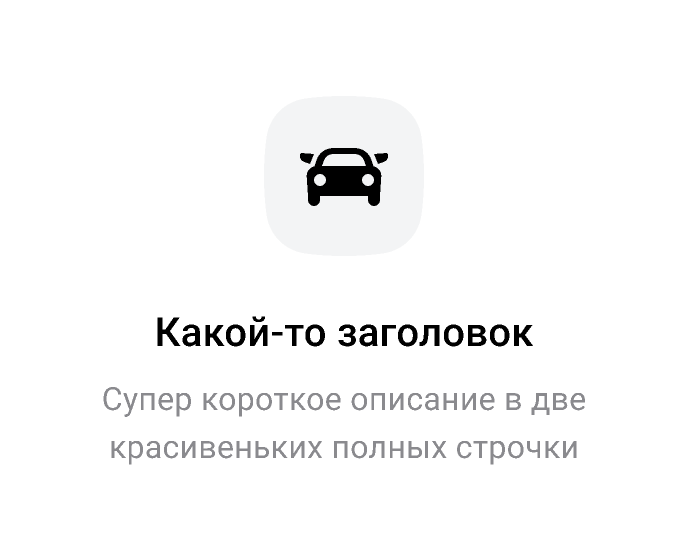 Какой-то заголовок
Супер короткое описание в две
красивеньких полных строчки